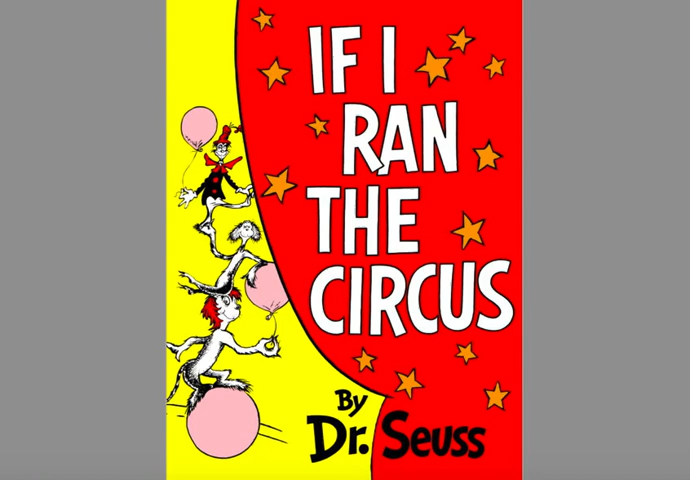 IF I
RAN
THE
CIRCUS
By
Dr. Seuss